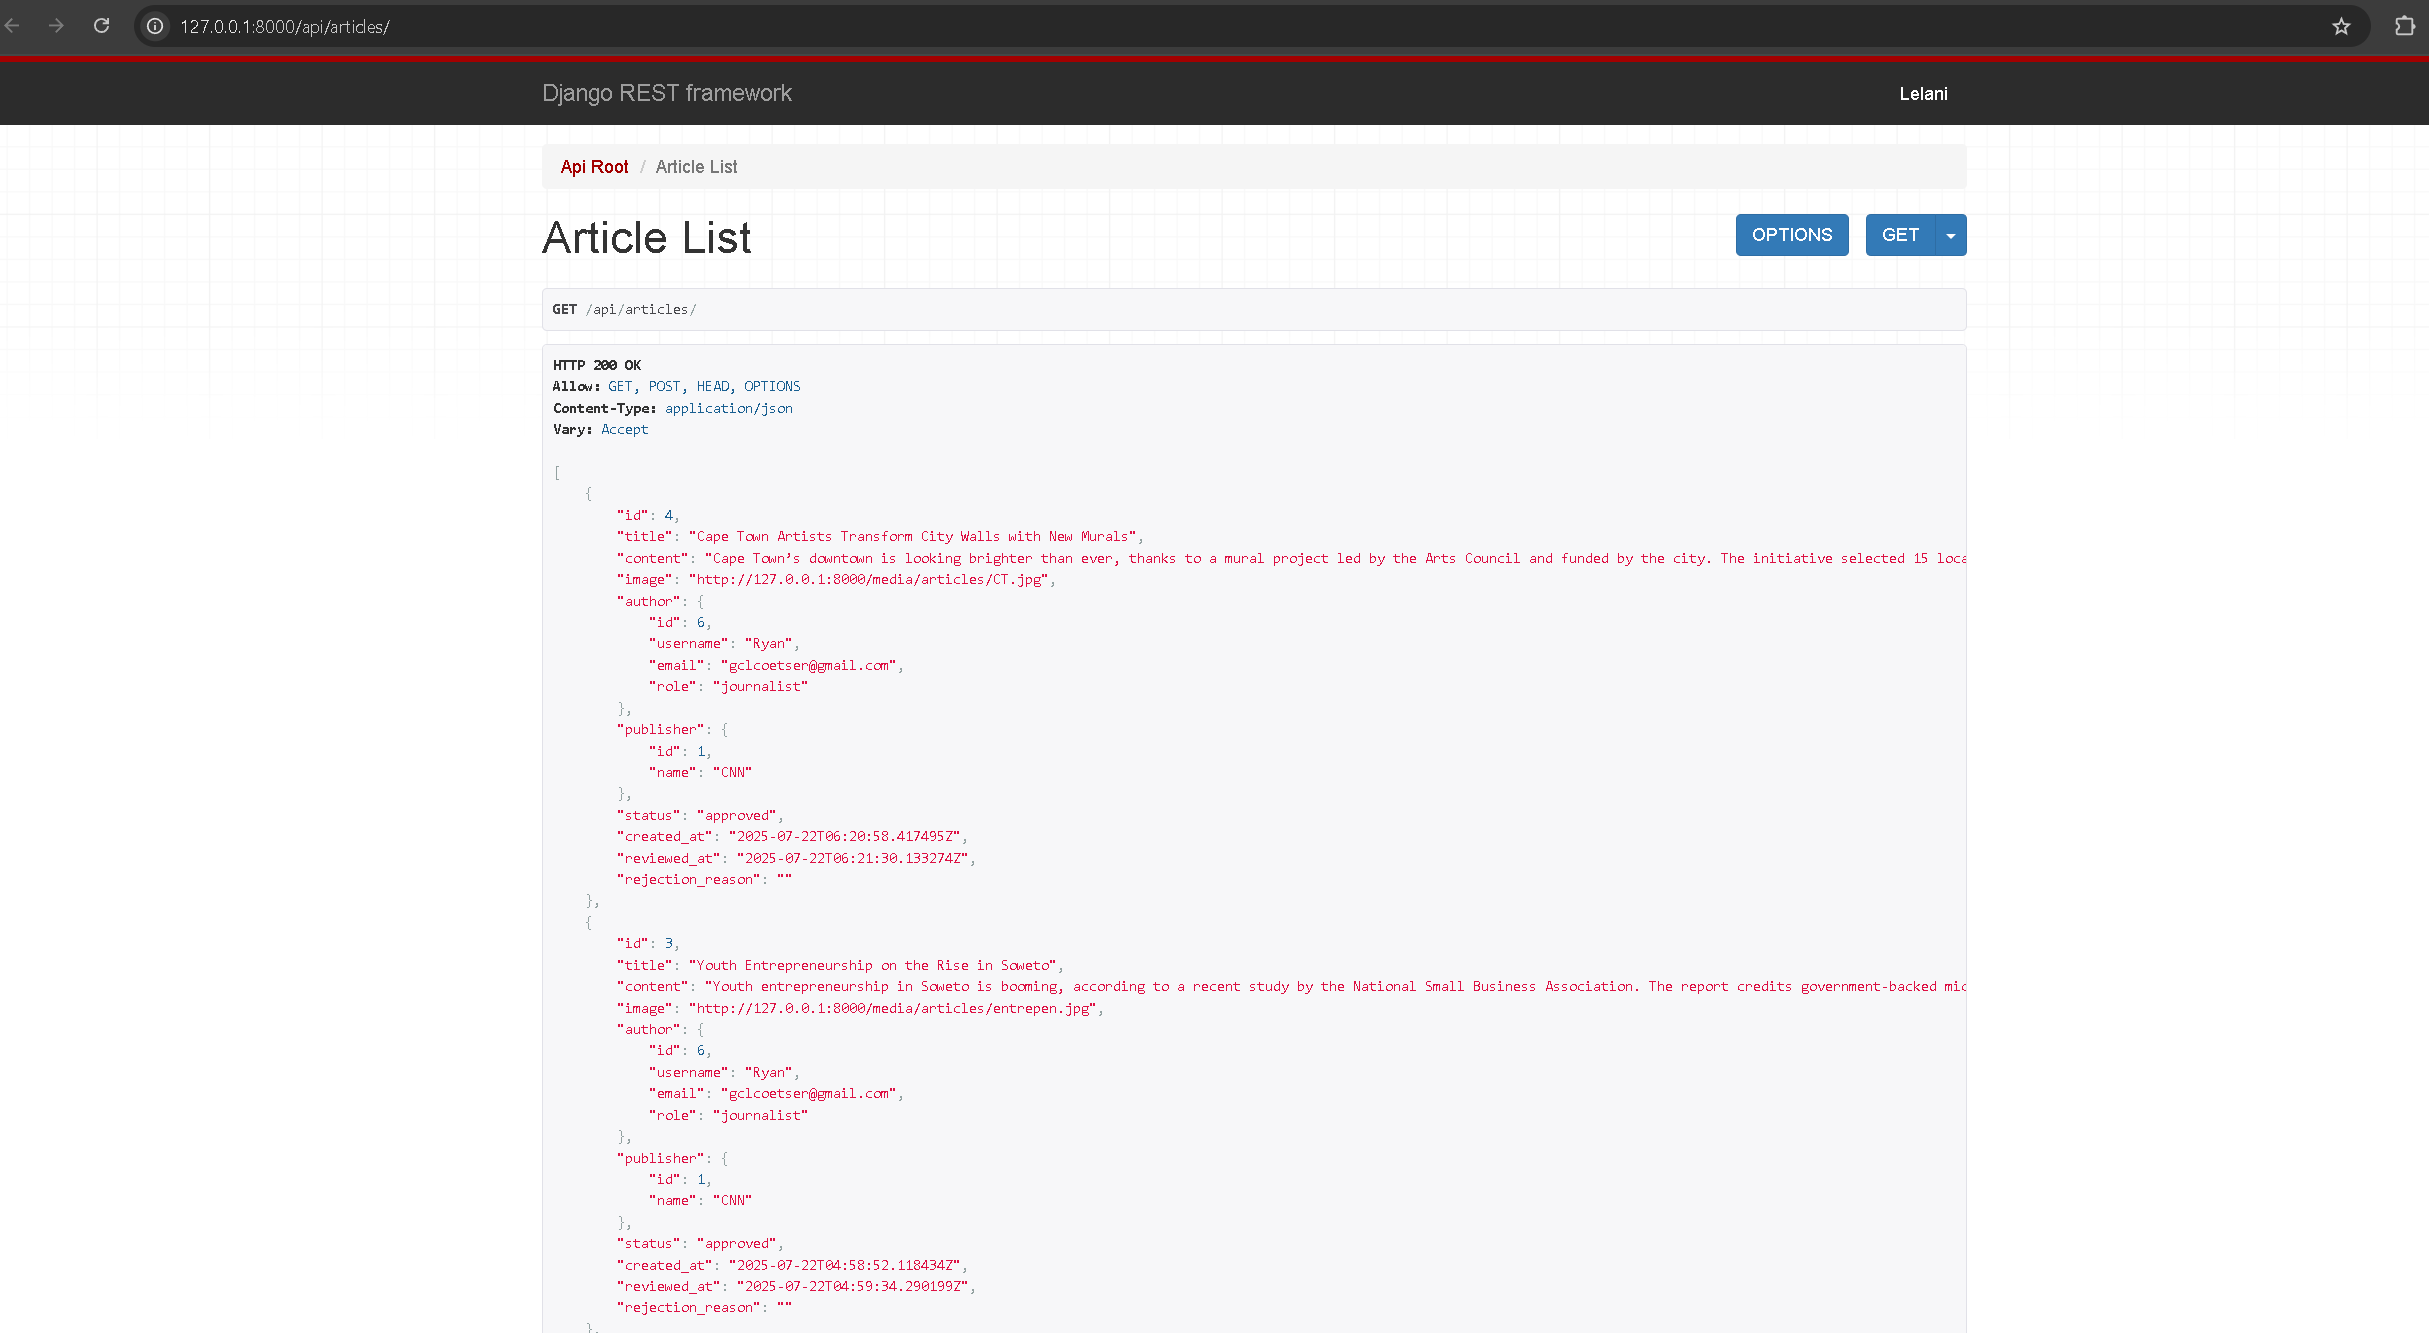 127.0.0.1:8000/api/articles/
Django REST framework
Lelani
Api Root / Article List
Article List
OPTIONS
GET
GET /api/articles/
HTTP 200 OK
Allow: GET, POST, HEAD, OPTIONS
Content-Type: application/json
Vary: Accept
[
{
"id": 4,
"title": "Cape Town Artists Transform City Walls with New Murals",
"content": "Cape Town’s downtown is looking brighter than ever, thanks to a mural project led by the Arts Council and funded by the city. The initiative selected 15 loca
"image": "http://127.0.0.1:8000/media/articles/CT.jpg",
"author": {
"id": 6,
"username": "Ryan",
"email": "gclcoetser@gmail.com",
"role": "journalist"
},
"publisher": {
"id": 1,
"name": "CNN"
},
"status": "approved",
"created_at": "2025-07-22T06:20:58.417495Z",
"reviewed_at": "2025-07-22T06:21:30.133274Z",
"rejection_reason": ""
},
{
"id": 3,
"title": "Youth Entrepreneurship on the Rise in Soweto",
"content": "Youth entrepreneurship in Soweto is booming, according to a recent study by the National Small Business Association. The report credits government-backed mic
"image": "http://127.0.0.1:8000/media/articles/entrepen.jpg",
"author": {
"id": 6,
"username": "Ryan",
"email": "gclcoetser@gmail.com",
"role": "journalist"
},
"publisher": {
"id": 1,
"name": "CNN"
},
"status": "approved",
"created_at": "2025-07-22T04:58:52.118434Z",
"reviewed_at": "2025-07-22T04:59:34.290199Z",
"rejection_reason": ""
},